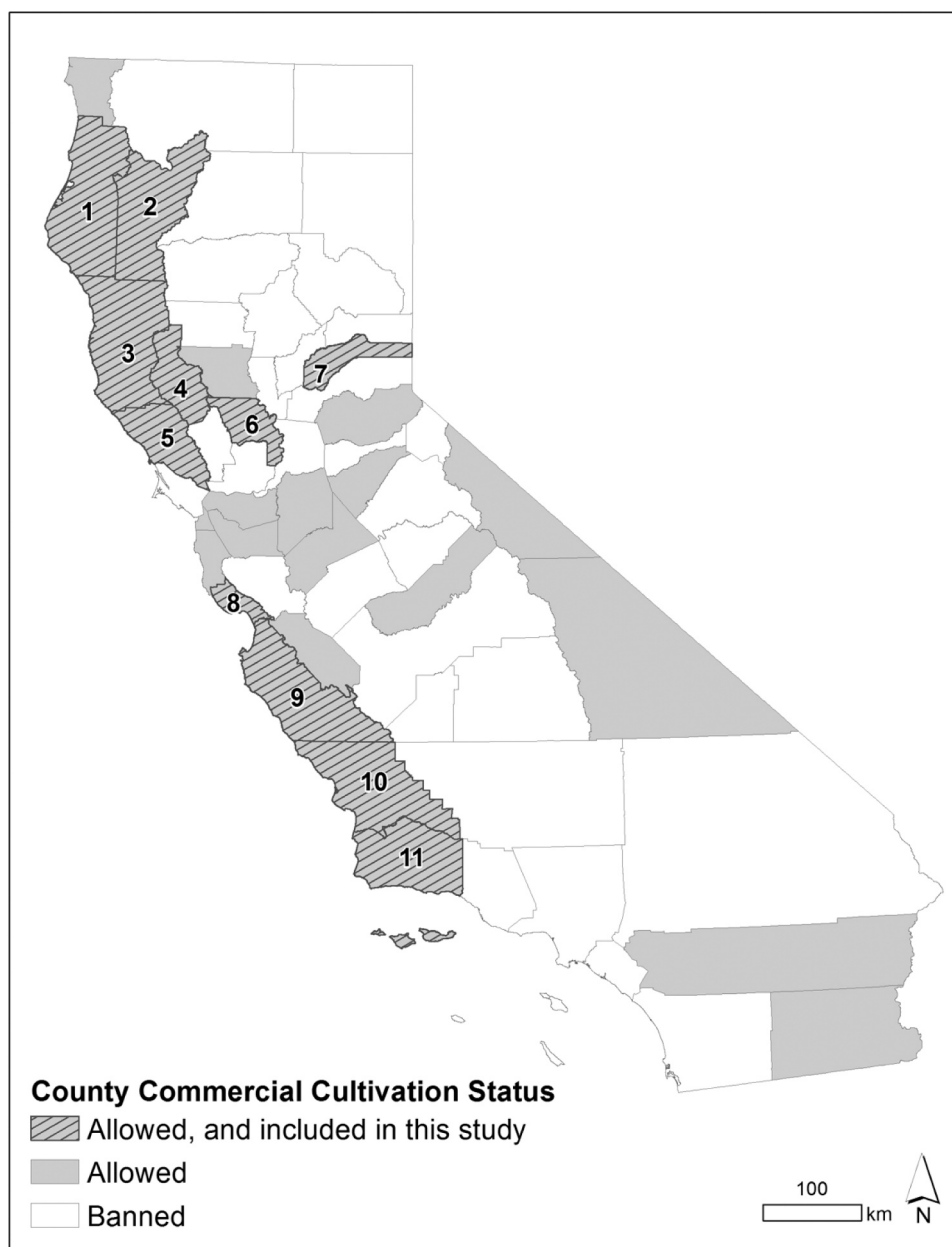 1
2
3
7
4
6
5
8
9
10
11
County Commercial Cultivation Status
Allowed, and included in this study
Allowed
Banned
100
km
N